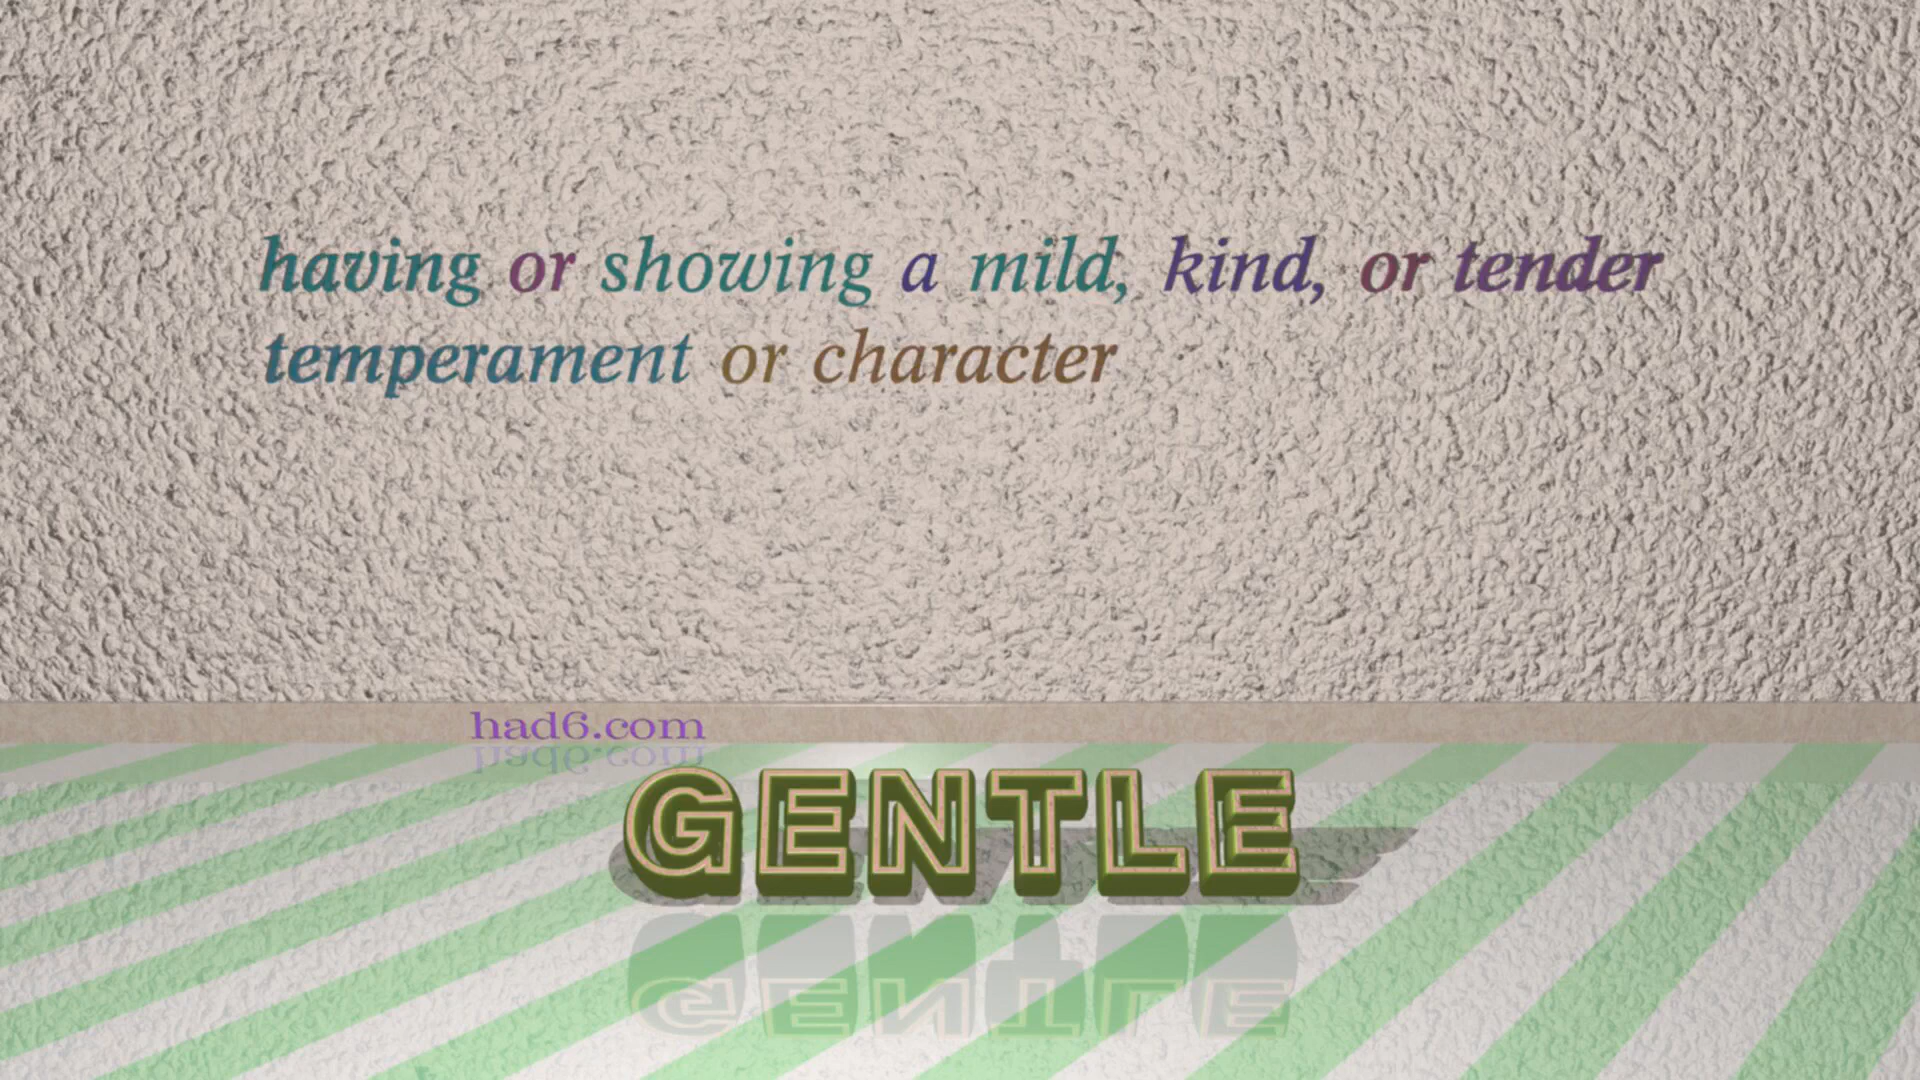 having or showing a mild, kind, or tender
temperament or character
had6.com
GENTLE